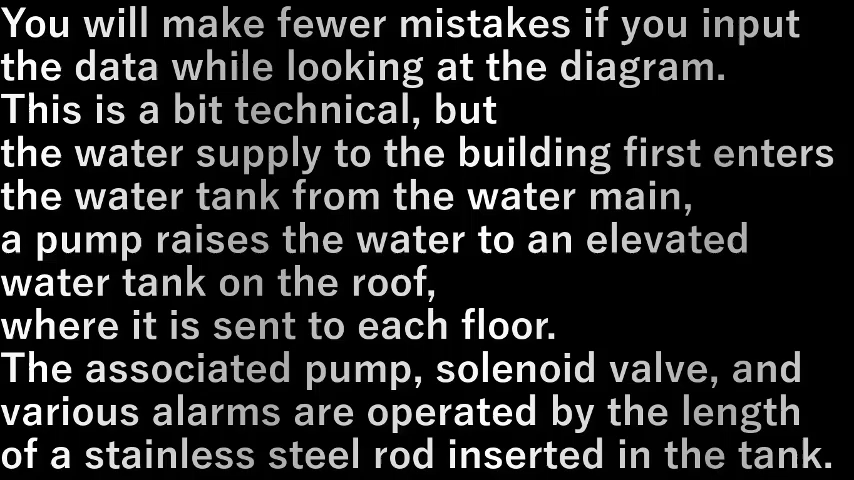 You will make fewer mistakes if you input
the data while looking at the diagram.
This is a bit technical, but
the water supply to the building first enters
the water tank from the water main,
a pump raises the water to an elevated
water tank on the roof,
where it is sent to each floor.
The associated pump, solenoid valve, and
various alarms are operated by the length
of a stainless steel rod inserted in the tank.